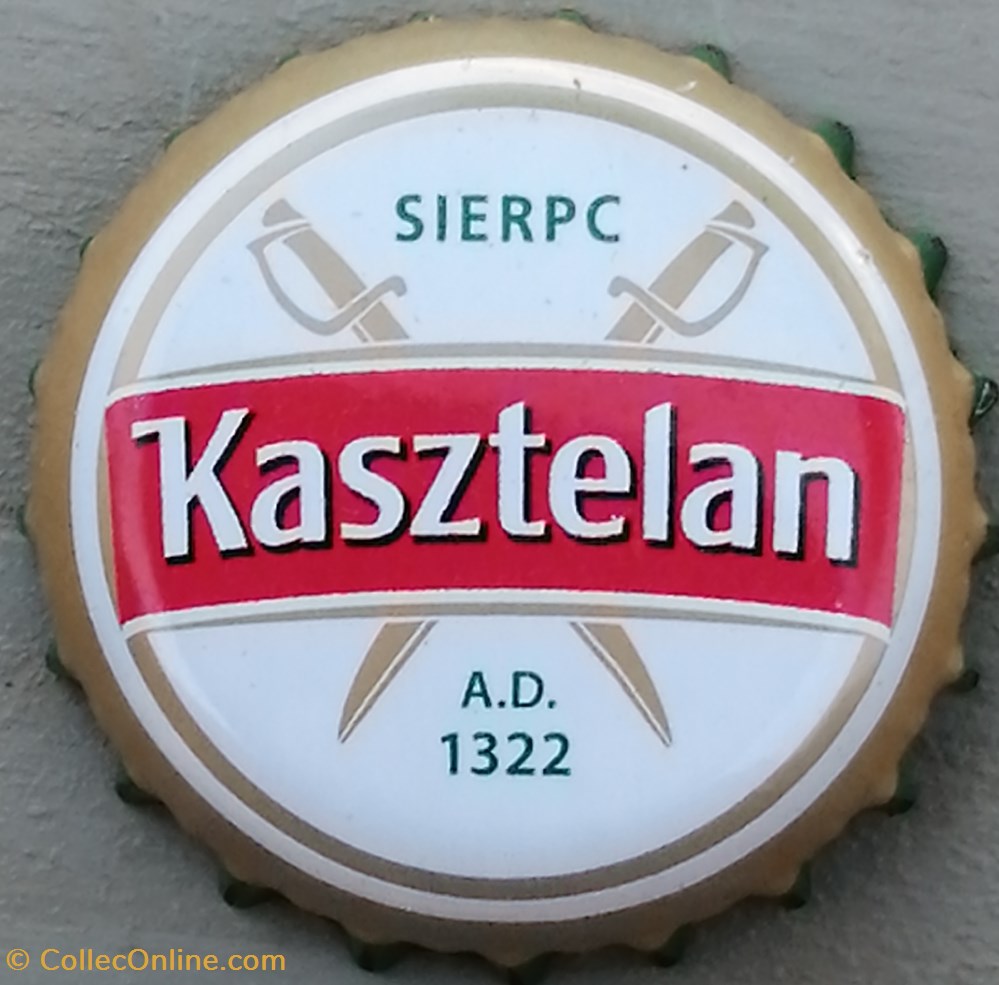 SIERPC
Kasztelan
A.D.
1322
© CollecOnline.com